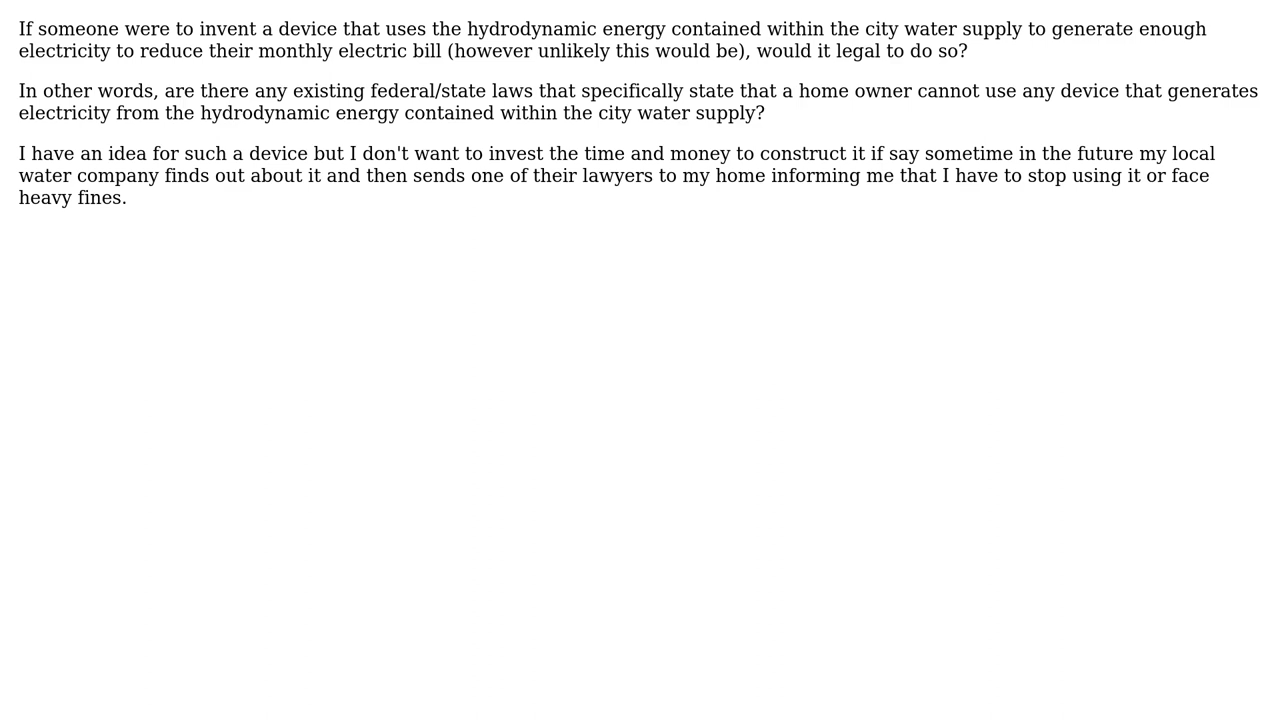 If someone were to invent a device that uses the hydrodynamic energy contained within the city water supply to generate enough
electricity to reduce their monthly electric bill (however unlikely this would be), would it legal to do so?
In other words, are there any existing federal/state laws that specifically state that a home owner cannot use any device that generates
electricity from the hydrodynamic energy contained within the city water supply?
I have an idea for such a device but I don't want to invest the time and money to construct it if say sometime in the future my local
water company finds out about it and then sends one of their lawyers to my home informing me that I have to stop using it or face
heavy fines.